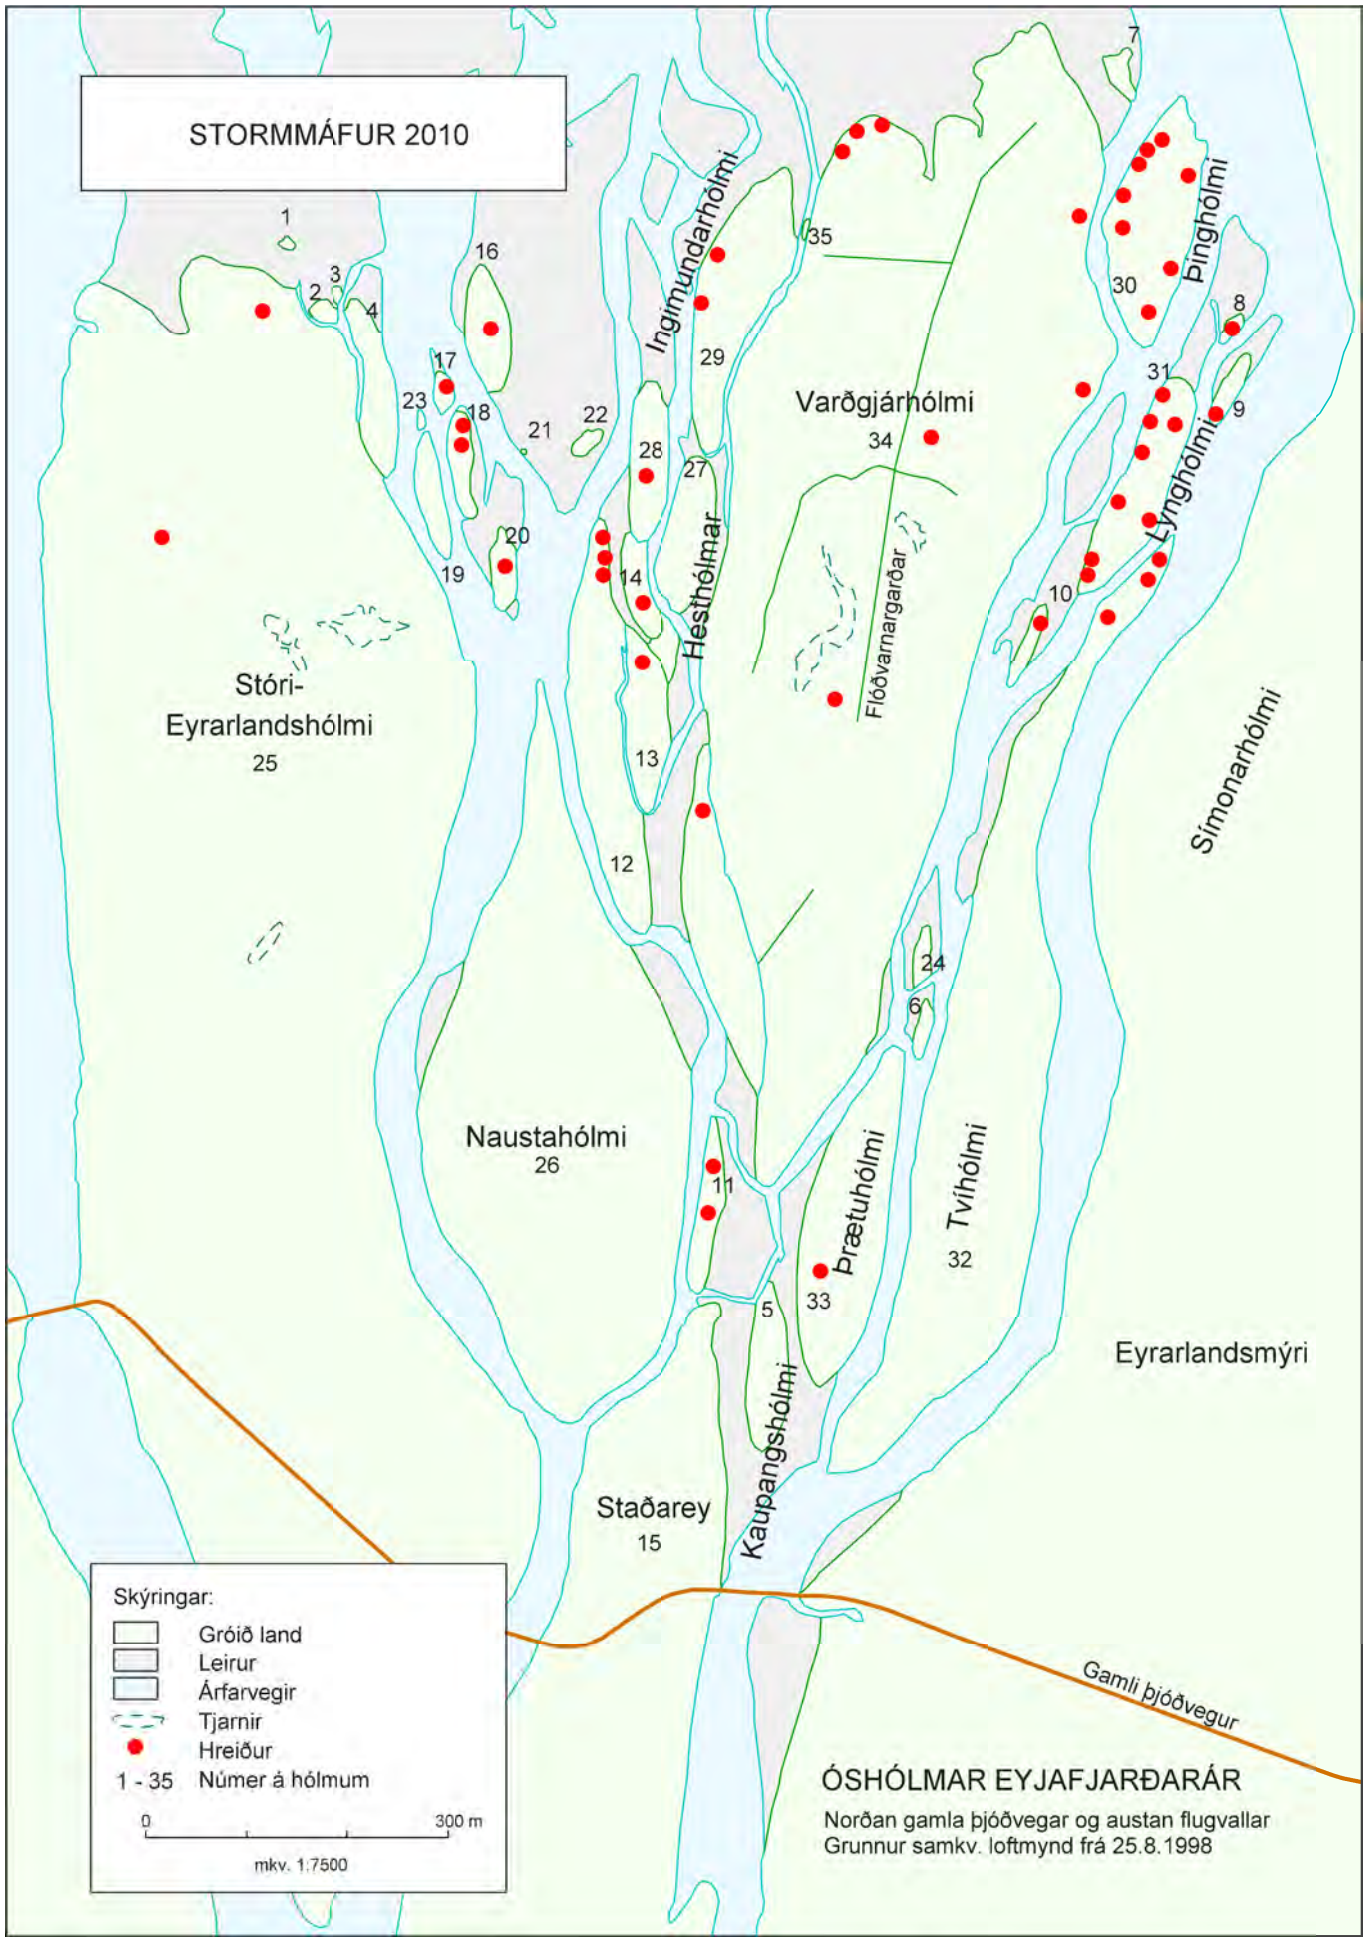 STORMMÁFUR 2010
7
1
16
Ingimundarhólmi
35
Þinghólmi
3
2
4
30
8
17
29
31
23
18
Varðgjárhólmi
34
9
21
22
28
27
Lynghólmi
20
19
14
Hesthólmar
10
Flóðvarnargarðar
Stóri-
Eyrarlandshólmi
25
13
Símonarhólmi
12
24
6
Naustahólmi
26
11
Þrætuhólmi
Tvíhólmi
32
5
33
Eyrarlandsmýri
Kaupangshólmi
Staðarey
15
Skýringar:
Gróið land
Leirur
Árfarvegir
Tjarnir
Hreiður
1 - 35 Númer á hólmum
0 300 m
mkv. 1:7500
Gamli þjóðvegur
ÓSHÓLMAR EYJAFJARÐARÁR
Norðan gamla þjóðvegar og austan flugvallar
Grunnur samkv. loftmynd frá 25.8.1998